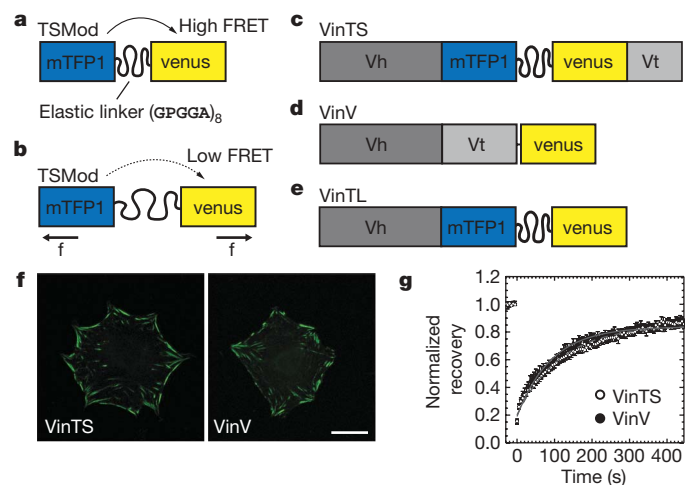 a
TSMod
High FRET
mTFP1
venus
Elastic linker (GPGGA)8
b
TSMod
Low FRET
mTFP1
venus
f
f
c
VinTS
Vh
mTFP1
venus
Vt
d
VinV
Vh
Vt
venus
e
VinTL
Vh
mTFP1
venus
f
VinTS
VinV
g
Normalized
recovery
1.2
1.0
0.8
0.6
0.4
0.2
0.0
VinTS
VinV
0 100 200 300 400
Time (s)